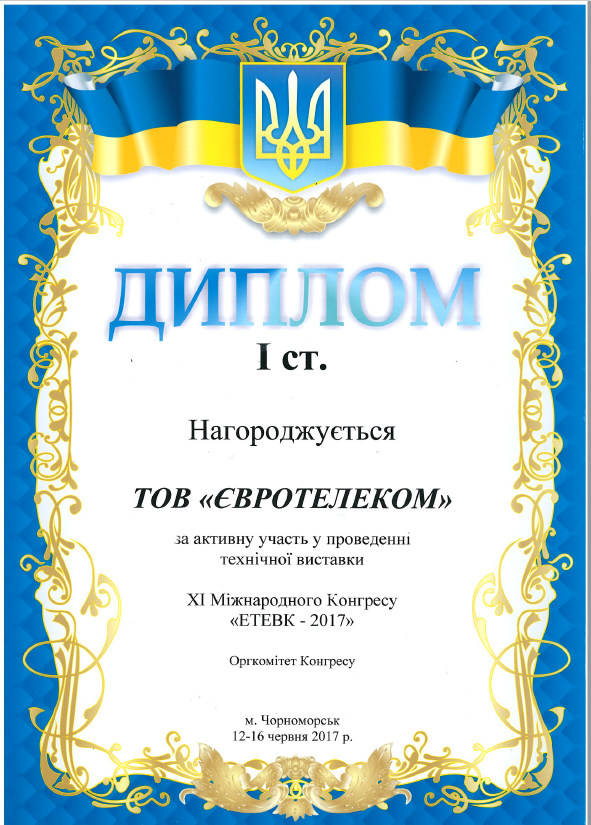 ДИПЛОМ
І ст.
Нагороджується
ТОВ «ЄВРОТЕЛЕКОМ»
за активну участь у проведенні
технічної виставки
ХІ Міжнародного Конгресу
«ЕТЕВК - 2017»
Оргкомітет Конгресу
м. Чорноморськ
12-16 червня 2017 р.